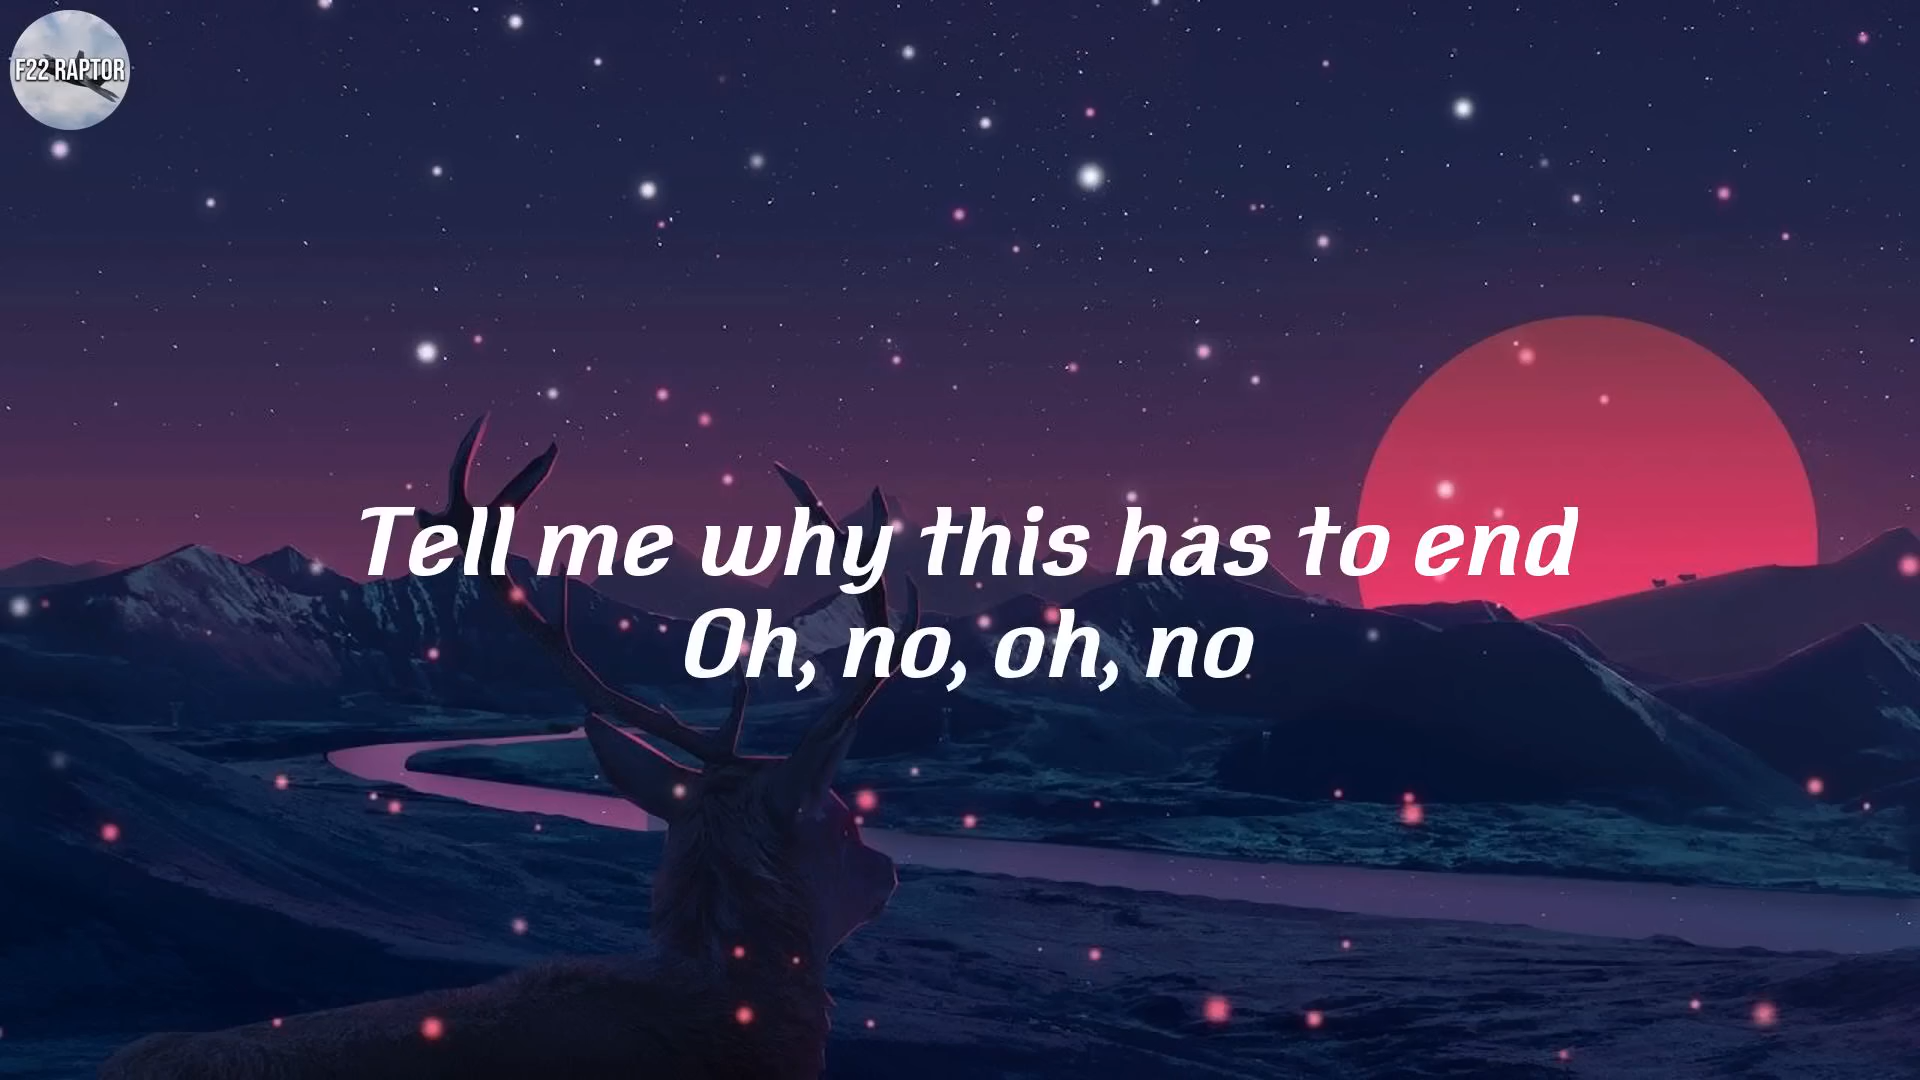 F22 RAPTOR
Tell me why this has to end
Oh, no, oh, no